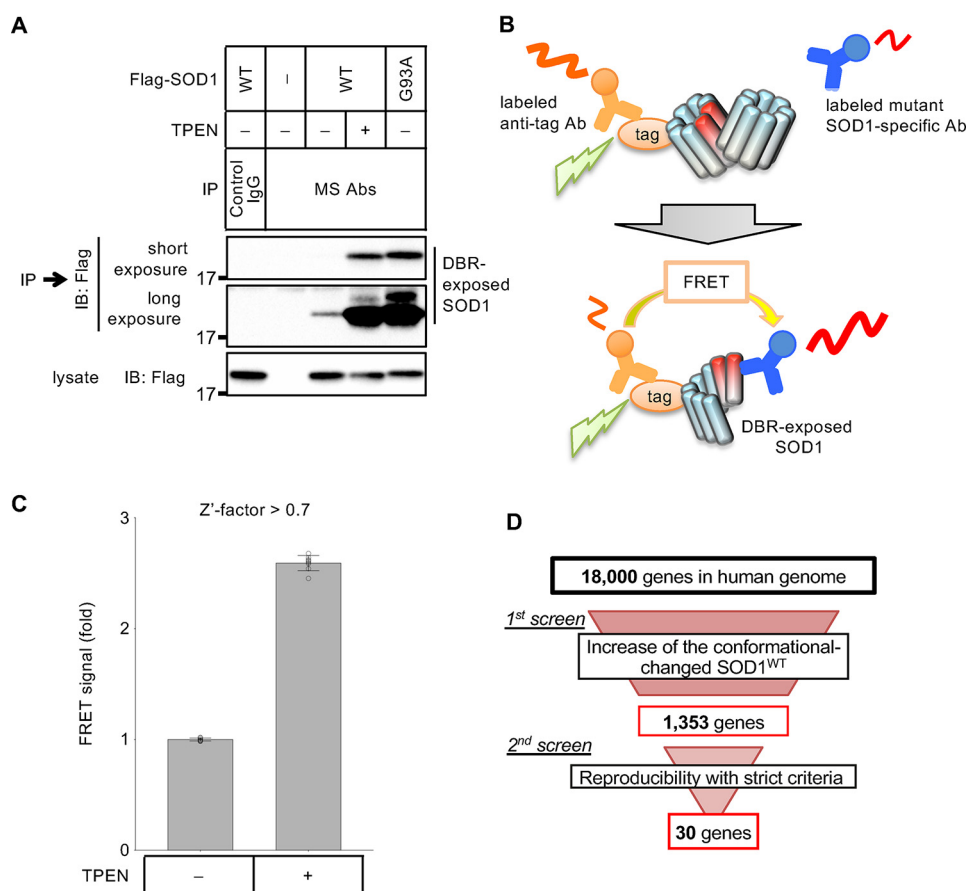 A
Flag-SOD1
WT
–
WT
G93A
TPEN
–
–
–
+
–
IP
Control
IgG
MS Abs
IP
IB: Flag
short
exposure
17
long
exposure
17
DBR-
exposed
SOD1
lysate IB: Flag
17
B
labeled
anti-tag Ab
tag
labeled mutant
SOD1-specific Ab
FRET
tag
DBR-exposed
SOD1
C
Z'-factor > 0.7
FRET signal (fold)
3
2
1
0
TPEN
–
+
D
18,000 genes in human genome
1st screen
Increase of the conformational-
changed SOD1WT
1,353 genes
2nd screen
Reproducibility with strict criteria
30 genes